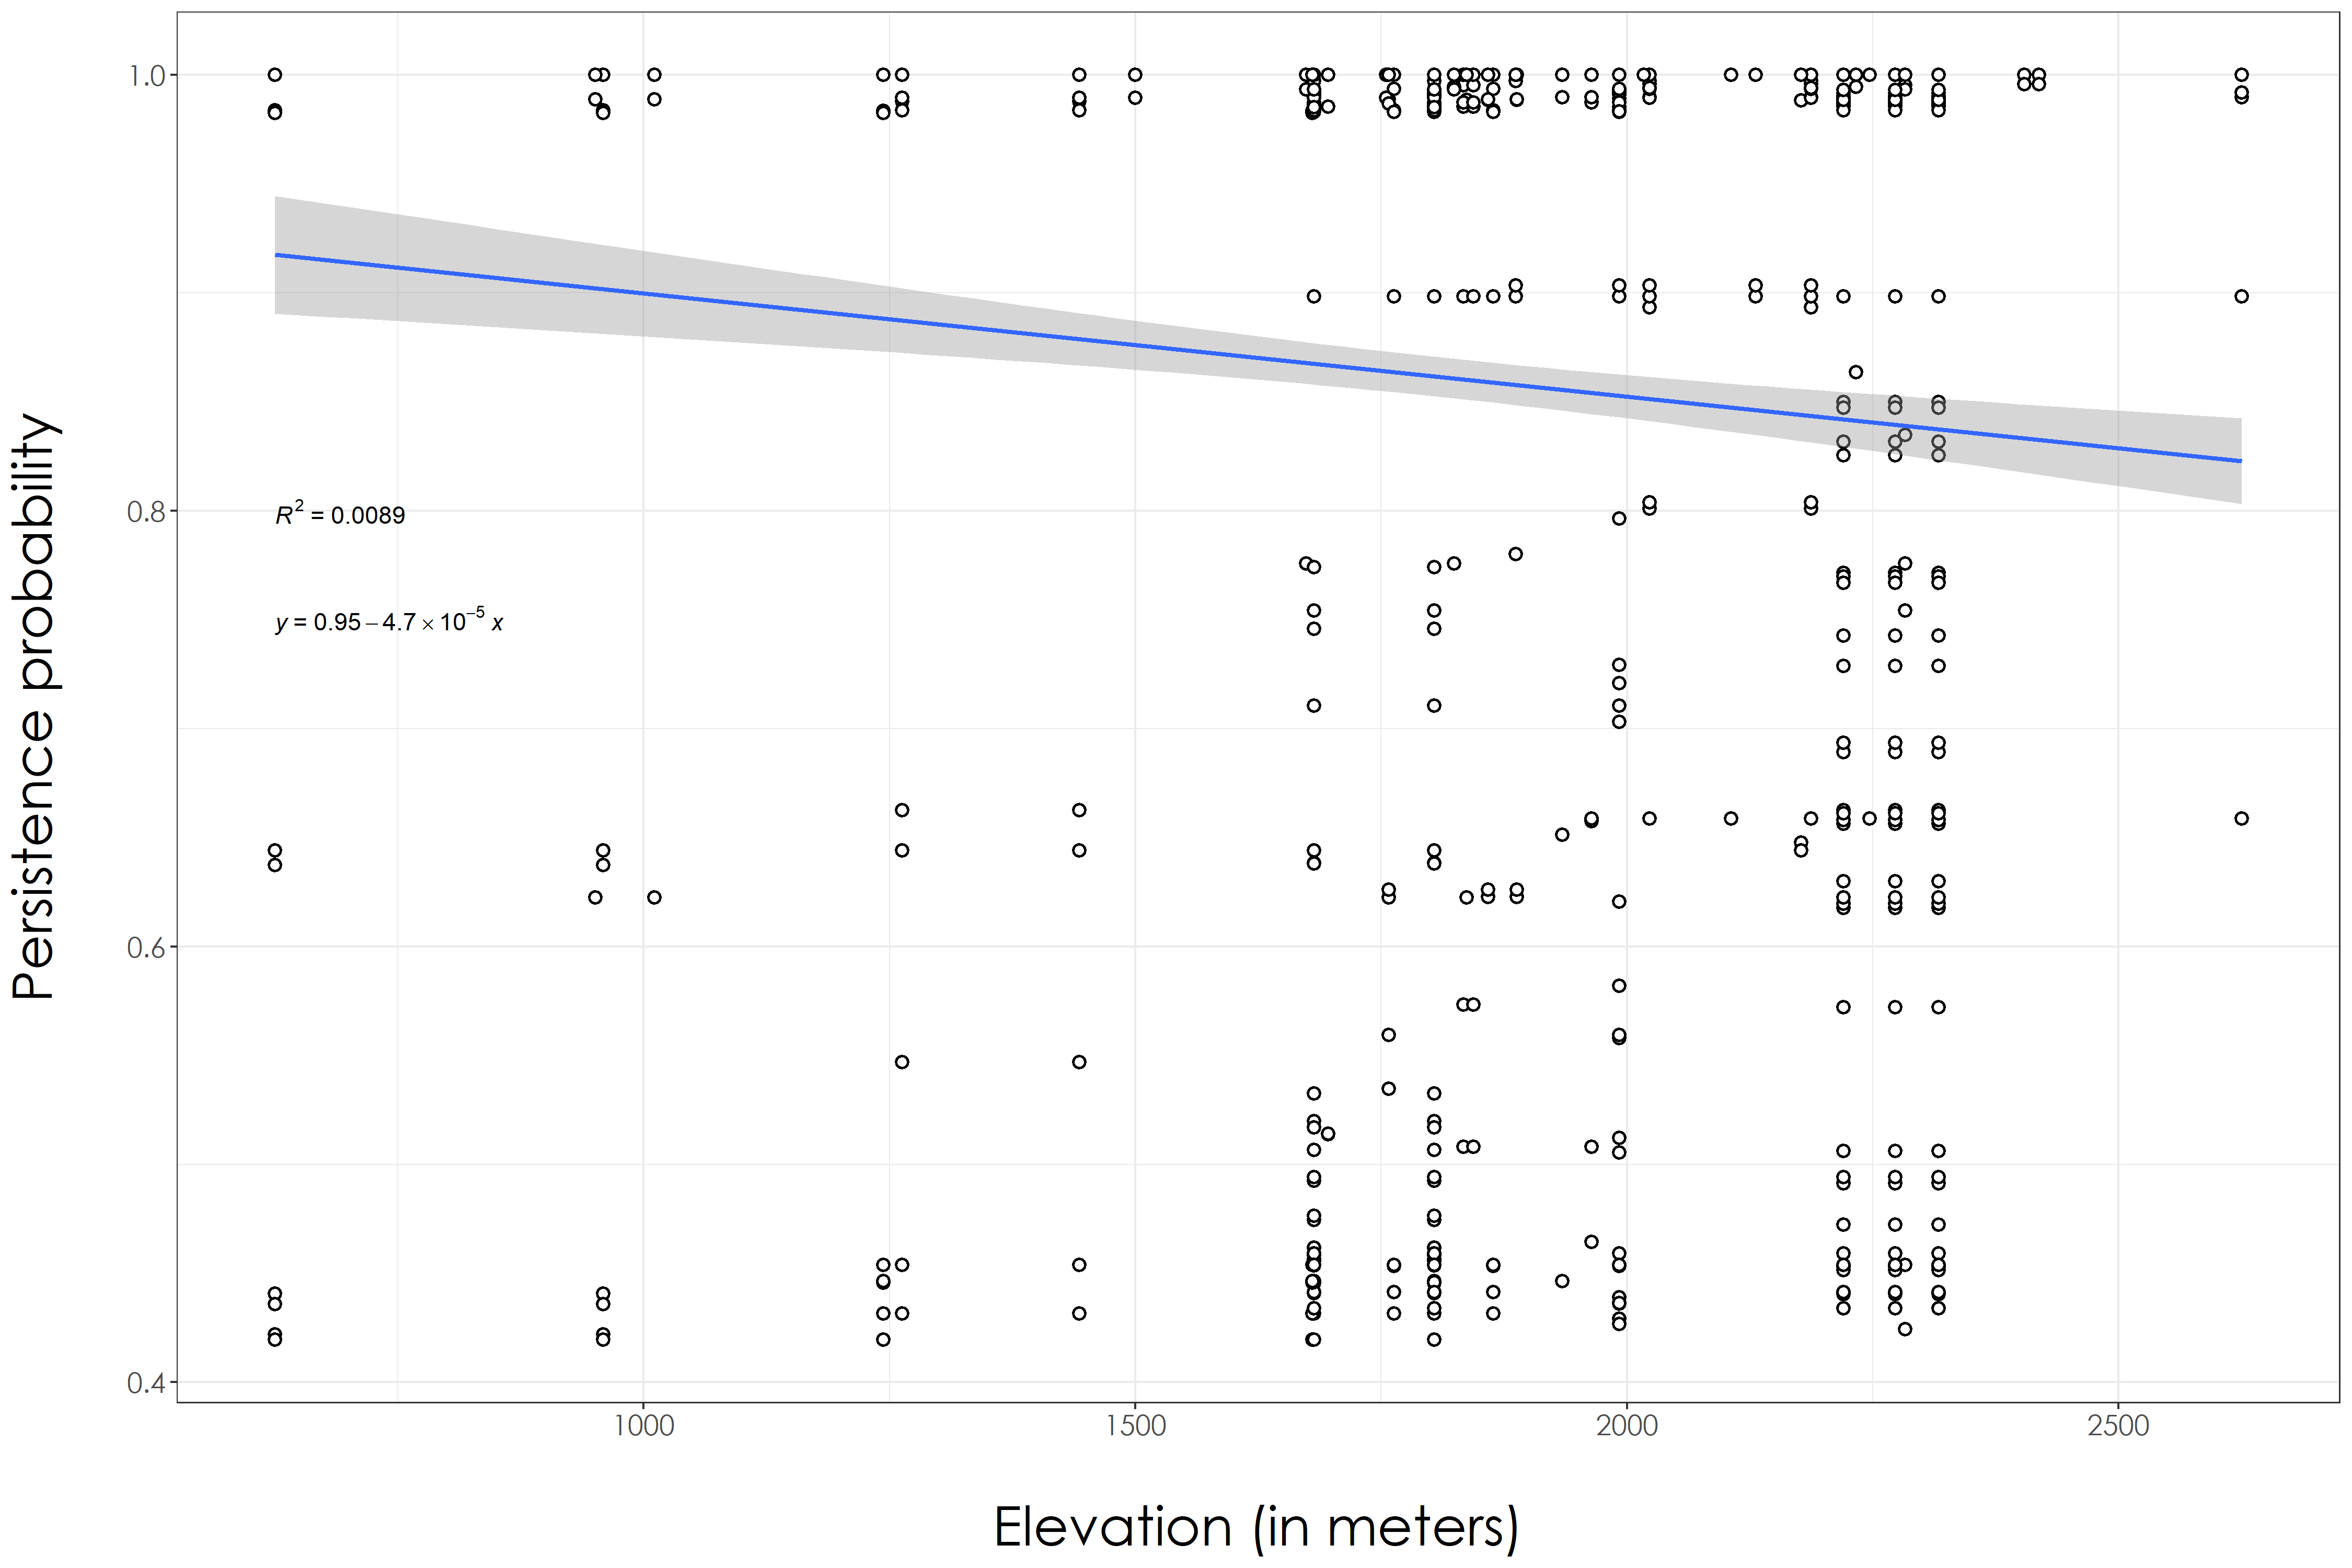 Persistence probability
1.0
0.8
0.6
0.4
R² = 0.0089
y = 0.95 − 4.7 × 10⁻⁵ x
1000 1500 2000 2500
Elevation (in meters)